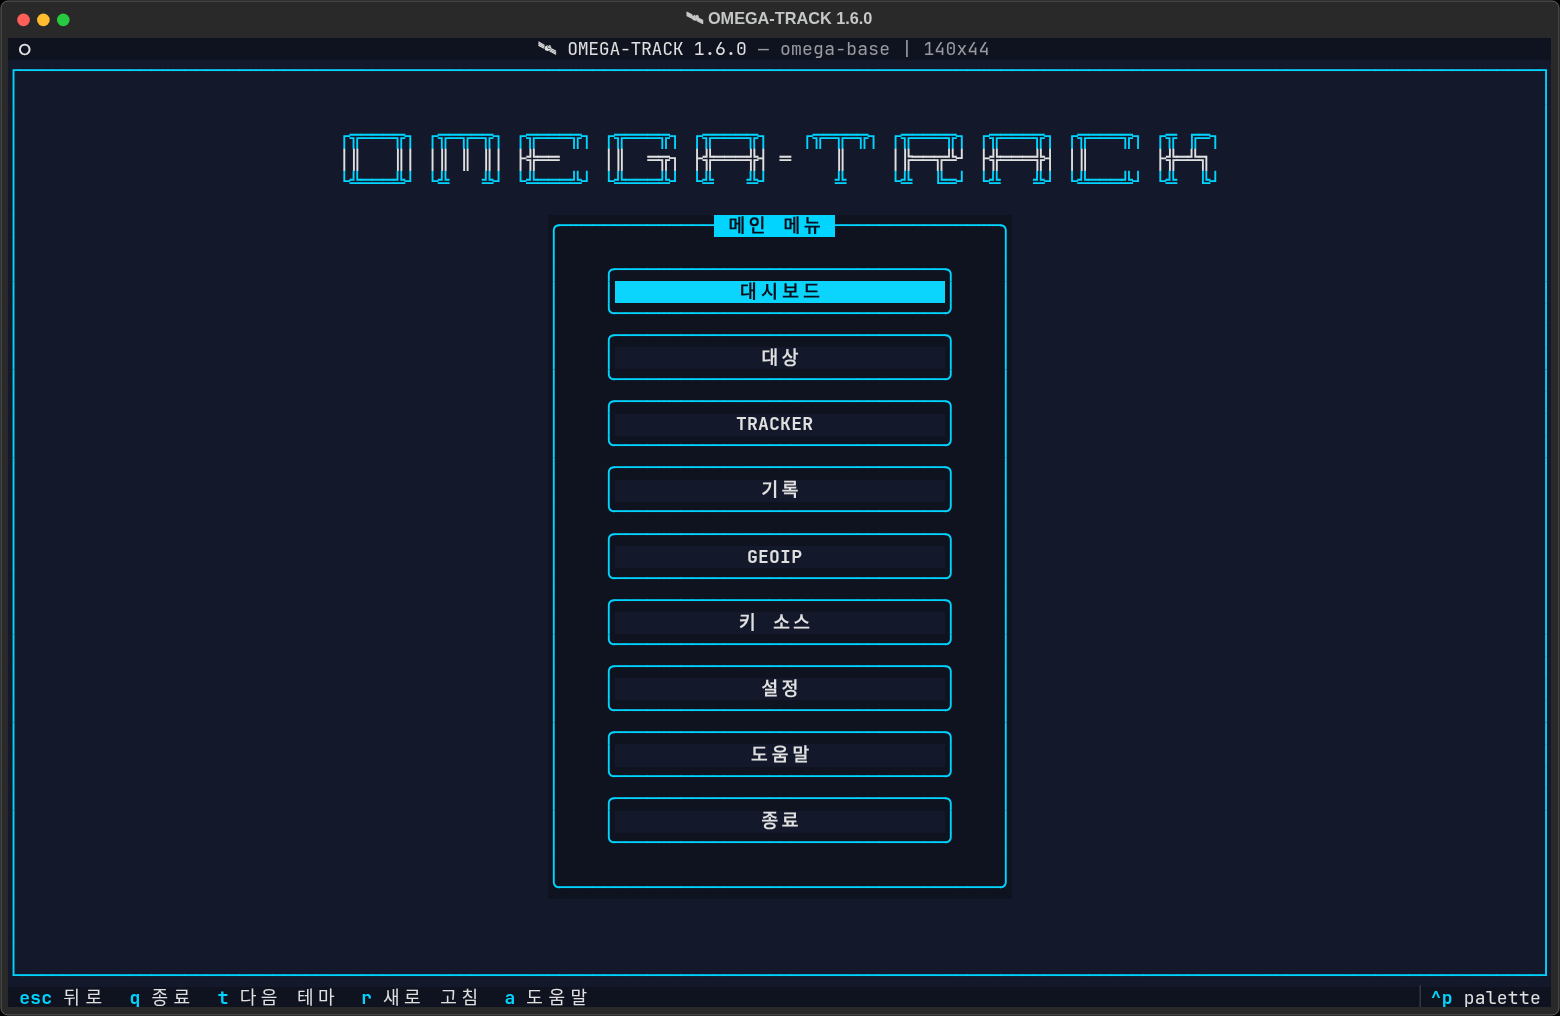 🛰 OMEGA-TRACK 1.6.0
🛰 OMEGA-TRACK 1.6.0 — omega-base | 140x44
OMEGA-TRACK
메인 메뉴
대시보드
대상
TRACKER
기록
GEOIP
키 소스
설정
도움말
종료
esc 뒤로 q 종료 t 다음 테마 r 새로 고침 a 도움말 ^p palette